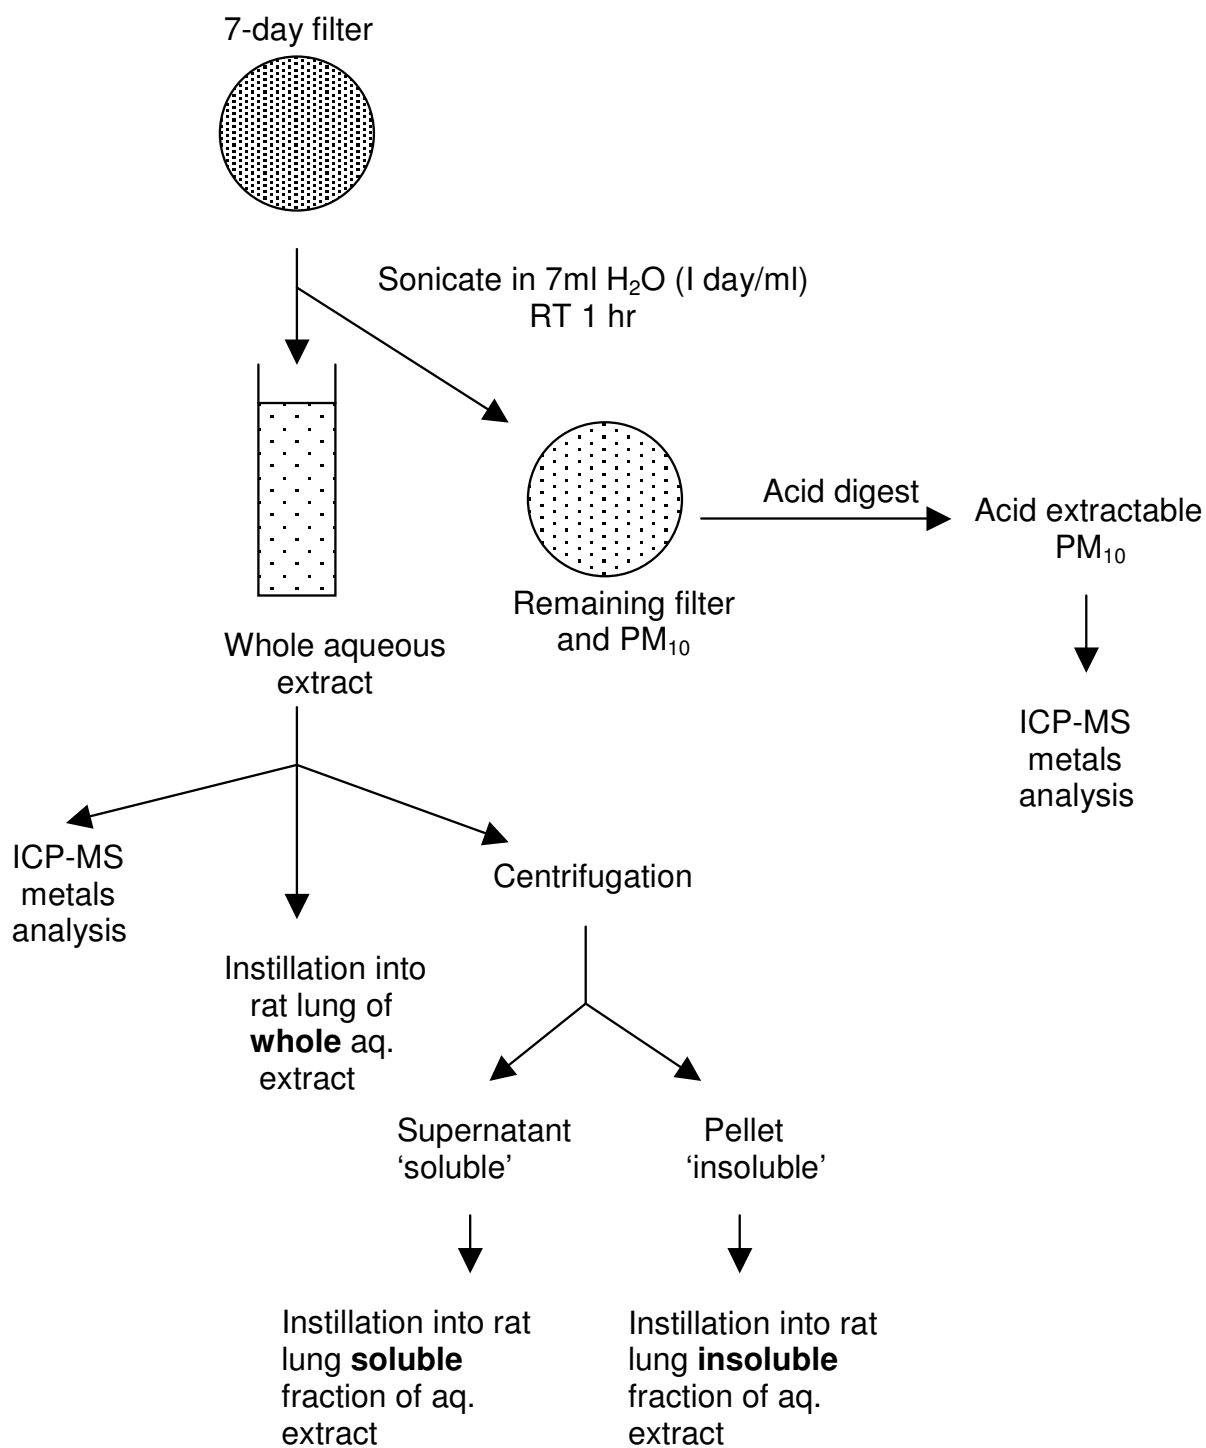 7-day filter
Sonicate in 7ml H₂O (I day/ml)
RT 1 hr
Acid digest
Acid extractable
PM₁₀
Remaining filter
and PM₁₀
Whole aqueous
extract
ICP-MS
metals
analysis
ICP-MS
metals
analysis
Centrifugation
Instillation into
rat lung of
whole aq.
extract
Supernatant
‘soluble’
Pellet
‘insoluble’
Instillation into rat
lung soluble
fraction of aq.
extract
Instillation into rat
lung insoluble
fraction of aq.
extract